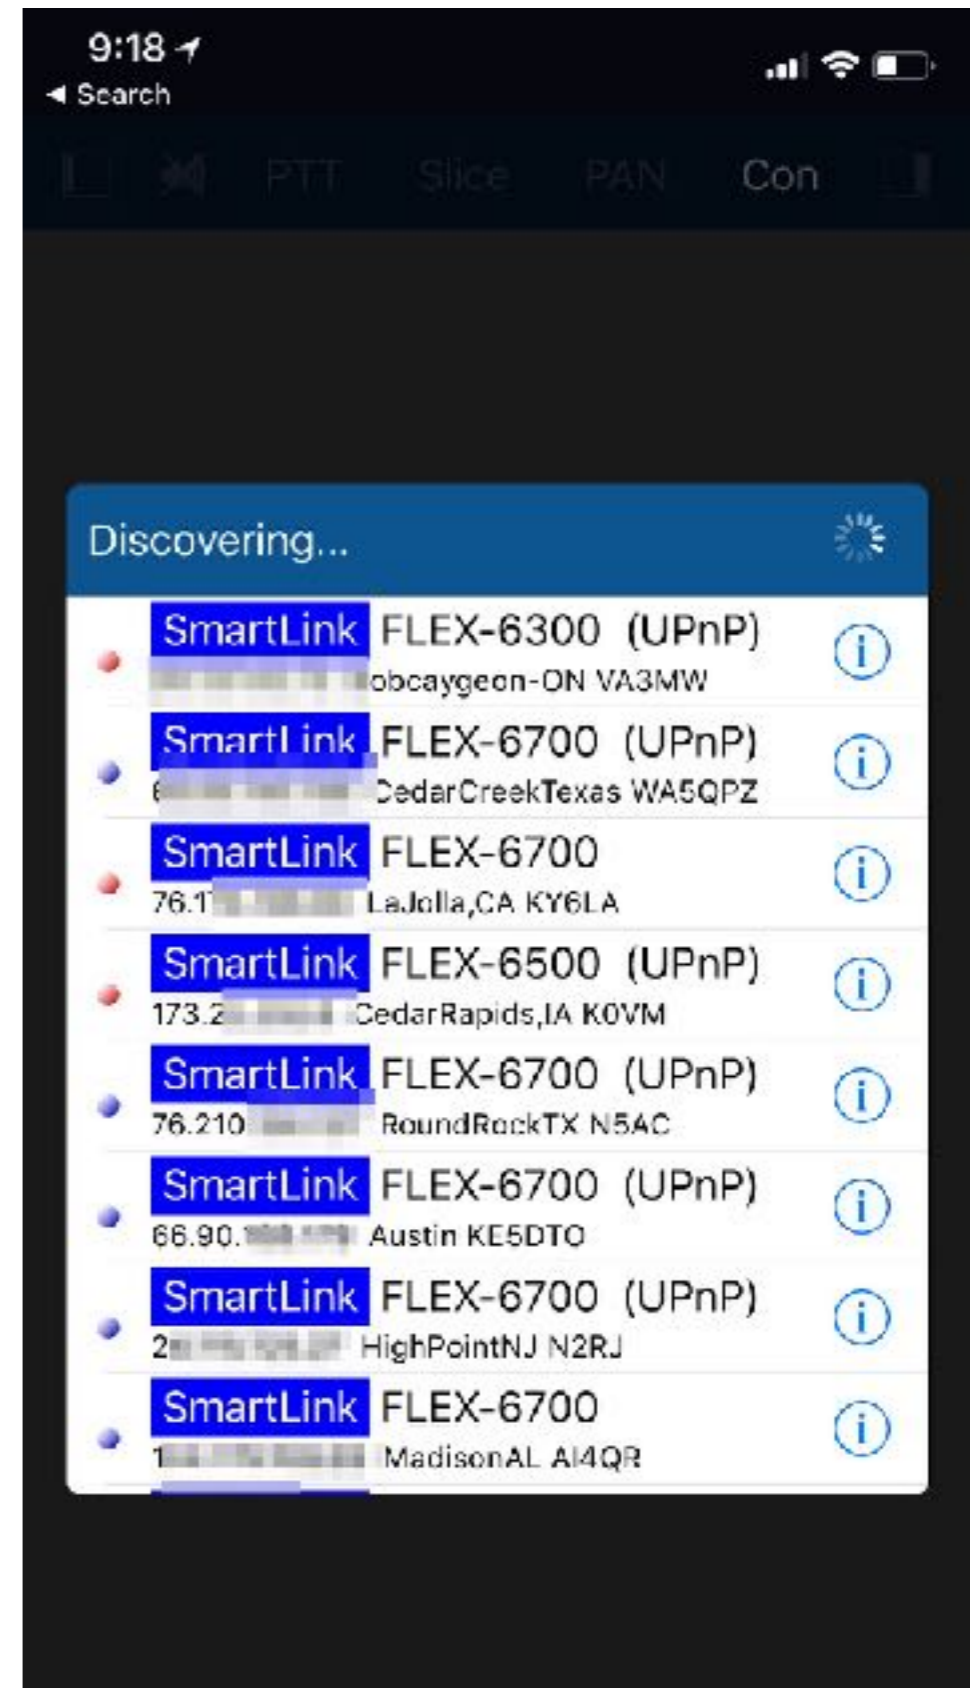 9:18
◀ Search
PTT Slice PAN Con
Discovering...
SmartLink FLEX-6300 (UPnP)
obcaygeon-ON VA3MW
SmartLink FLEX-6700 (UPnP)
CedarCreekTexas WA5QPZ
SmartLink FLEX-6700
76.1 LaJolla,CA KY6LA
SmartLink FLEX-6500 (UPnP)
173.2 CedarRapids,IA K0VM
SmartLink FLEX-6700 (UPnP)
76.210 RoundRockTX N5AC
SmartLink FLEX-6700 (UPnP)
66.90. Austin KE5DTO
SmartLink FLEX-6700 (UPnP)
2 HighPointNJ N2RJ
SmartLink FLEX-6700
1 MadisonAL AI4QR